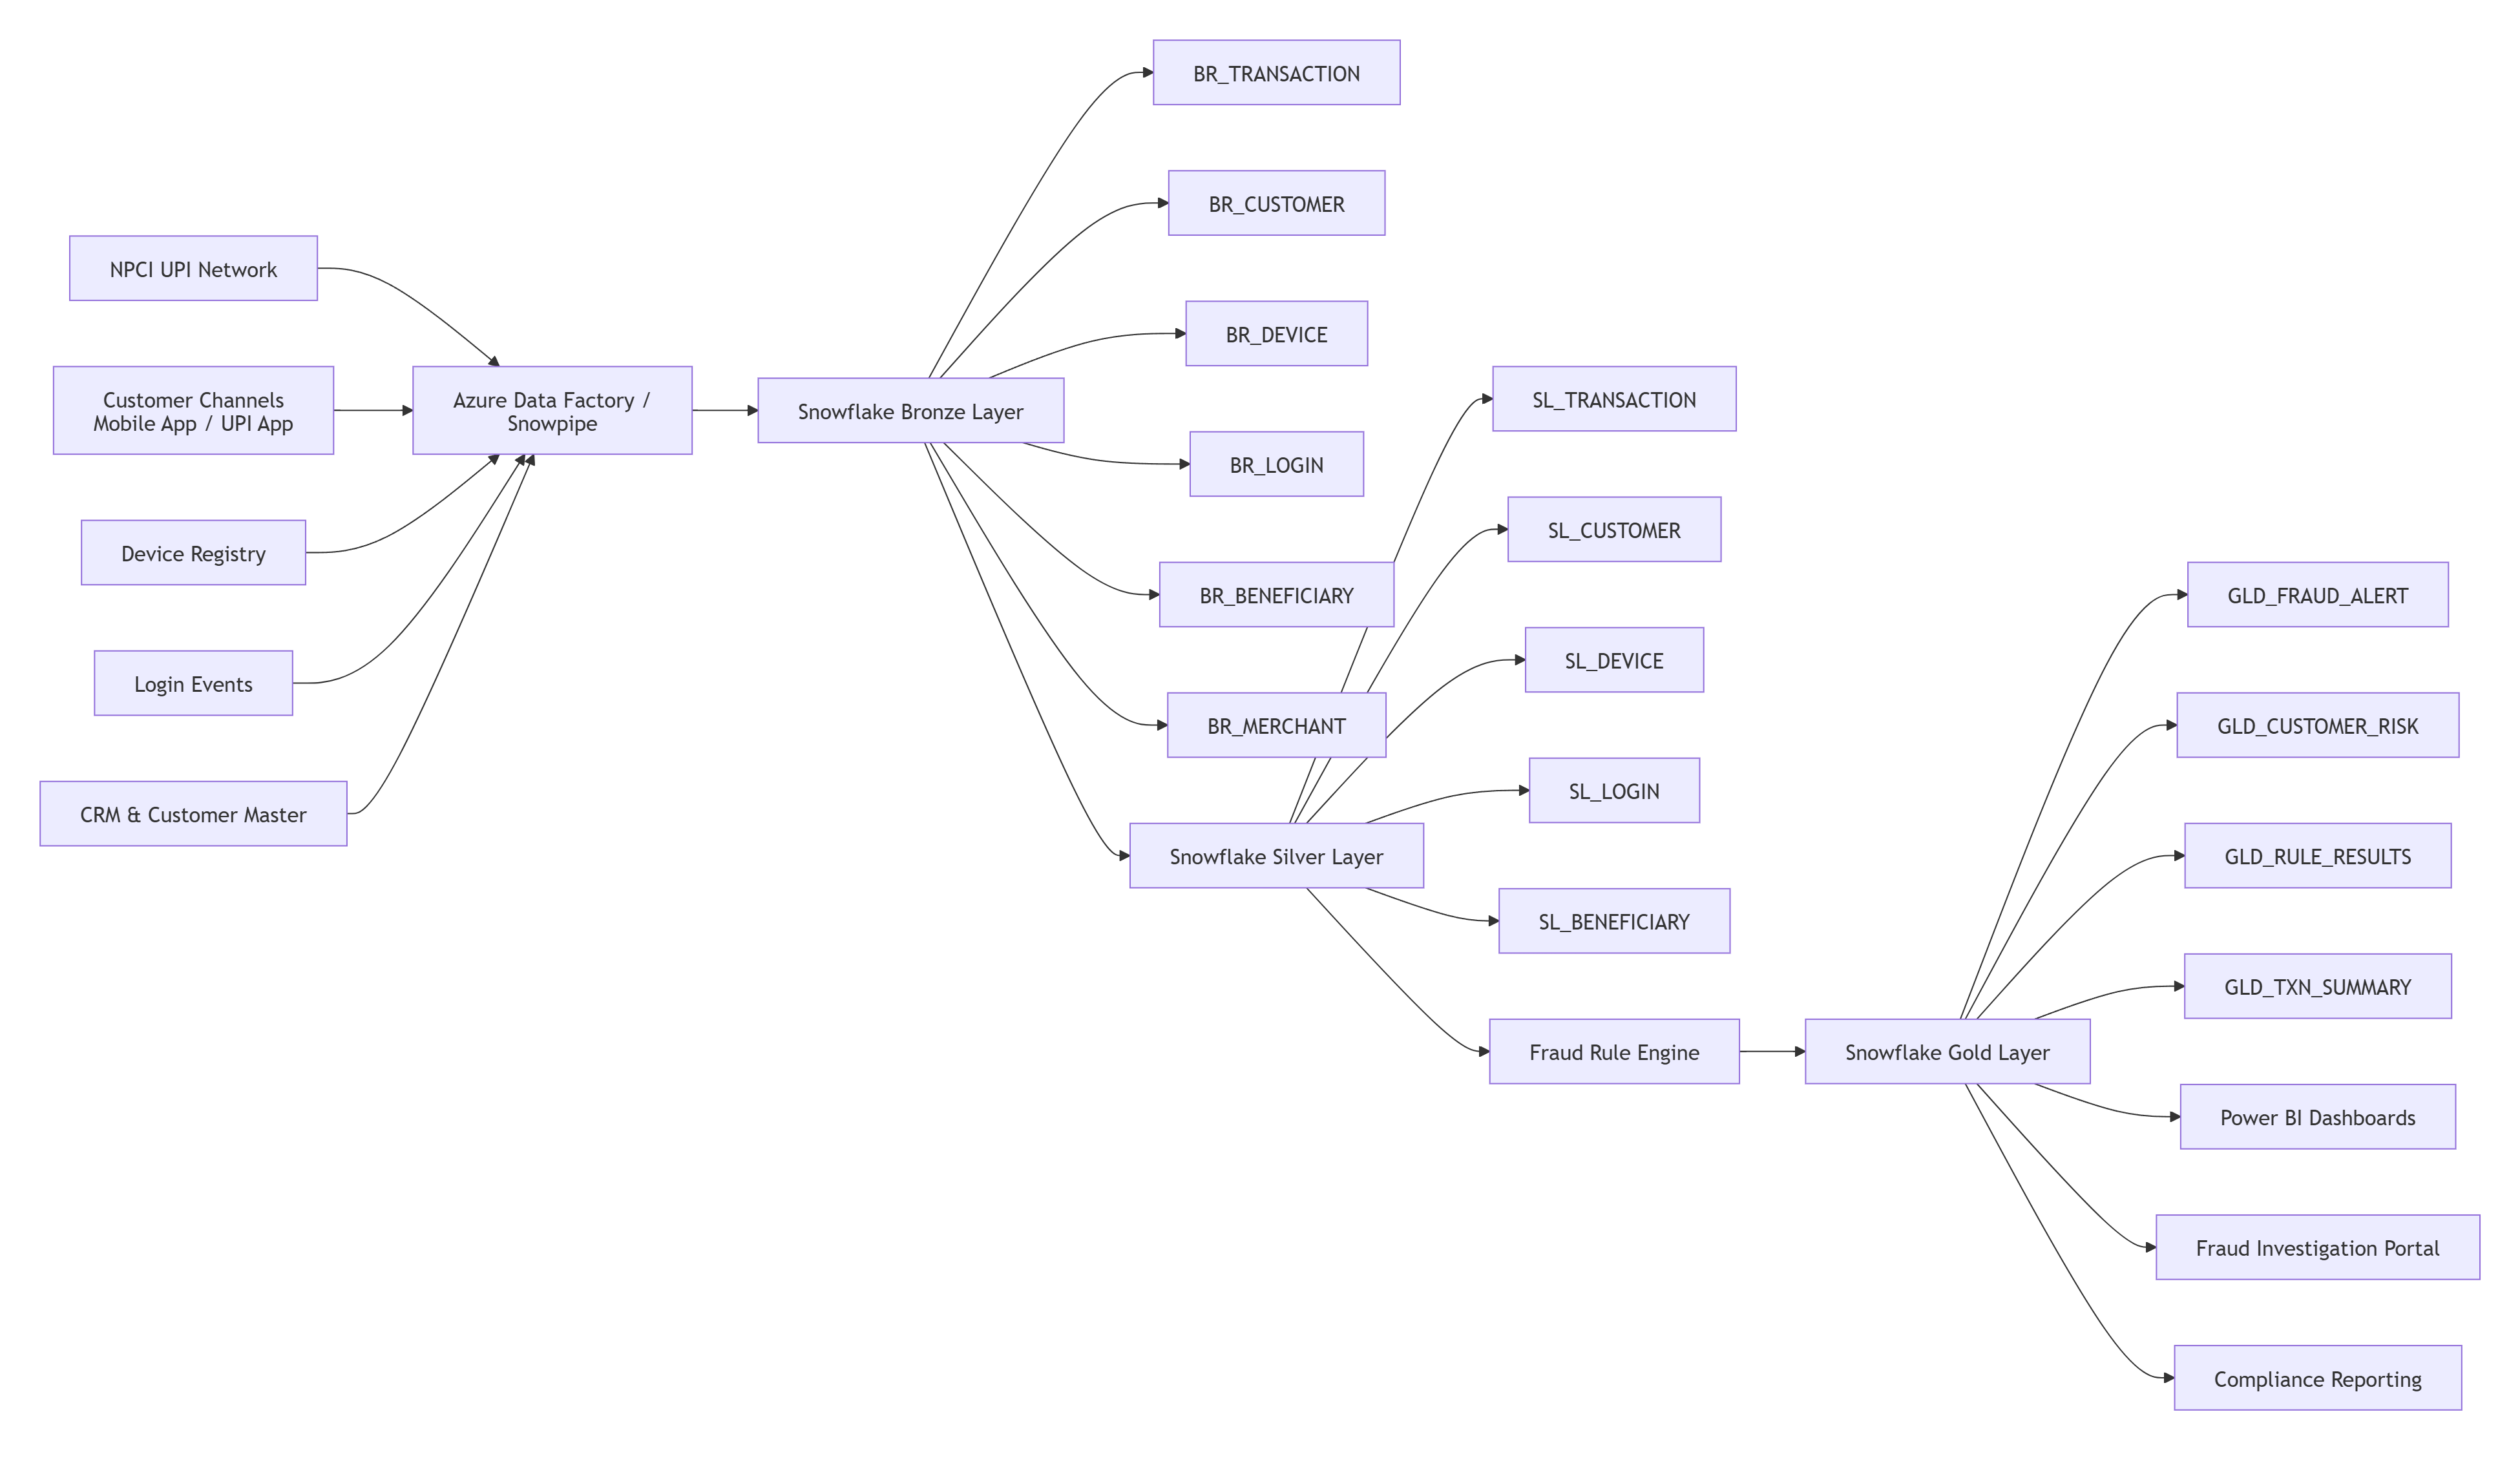 NPCI UPI Network
Customer Channels
Mobile App / UPI App
Device Registry
Login Events
CRM & Customer Master
Azure Data Factory /
Snowpipe
Snowflake Bronze Layer
BR_TRANSACTION
BR_CUSTOMER
BR_DEVICE
BR_LOGIN
BR_BENEFICIARY
BR_MERCHANT
Snowflake Silver Layer
SL_TRANSACTION
SL_CUSTOMER
SL_DEVICE
SL_LOGIN
SL_BENEFICIARY
Fraud Rule Engine
Snowflake Gold Layer
GLD_FRAUD_ALERT
GLD_CUSTOMER_RISK
GLD_RULE_RESULTS
GLD_TXN_SUMMARY
Power BI Dashboards
Fraud Investigation Portal
Compliance Reporting